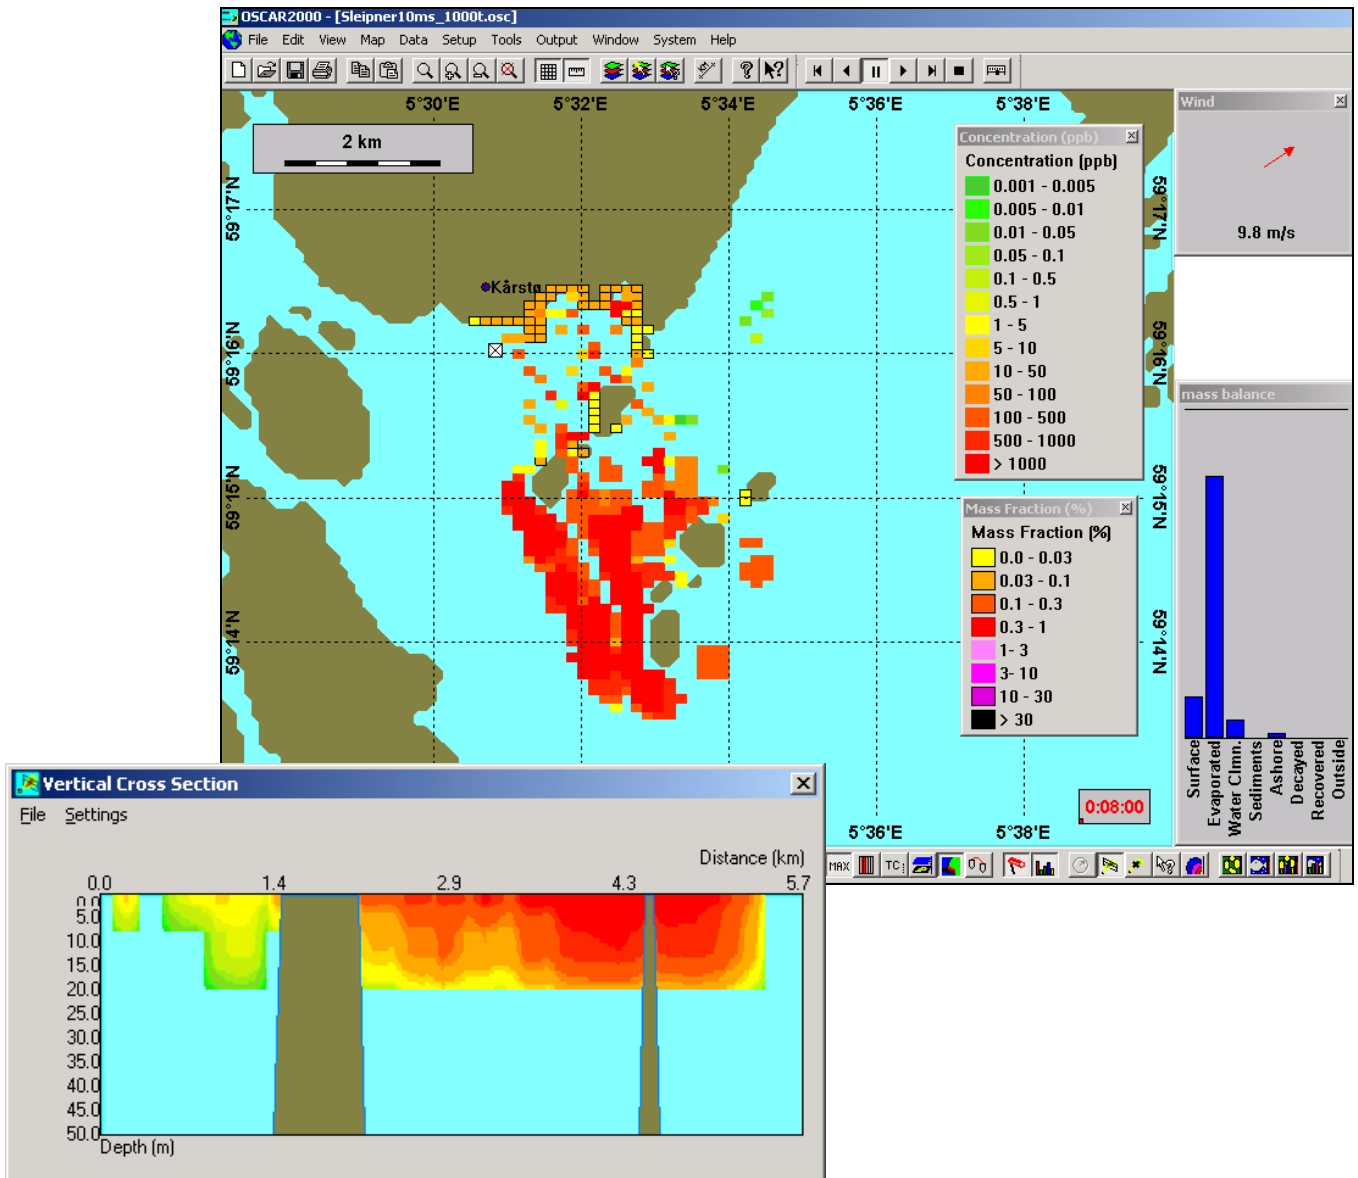 OSCAR2000 - [Sleipner10ms_1000t.osc]
File Edit View Map Data Setup Tools Output Window System Help
5°30'E 5°32'E 5°34'E 5°36'E 5°38'E
2 km
59°17'N
59°16'N
59°15'N
59°14'N
Kårstø
59°17'N
59°16'N
59°15'N
59°14'N
Concentration (ppb)
Concentration (ppb)
0.001 - 0.005
0.005 - 0.01
0.01 - 0.05
0.05 - 0.1
0.1 - 0.5
0.5 - 1
1 - 5
5 - 10
10 - 50
50 - 100
100 - 500
500 - 1000
> 1000
Mass Fraction (%)
Mass Fraction (%)
0.0 - 0.03
0.03 - 0.1
0.1 - 0.3
0.3 - 1
1- 3
3- 10
10 - 30
> 30
Wind
9.8 m/s
mass balance
Surface
Evaporated
Water Clmn.
Sediments
Ashore
Decayed
Recovered
Outside
0:08:00
5°36'E 5°38'E
MAX
TC
Vertical Cross Section
File Settings
Distance (km)
0.0 1.4 2.9 4.3 5.7
0.0
5.0
10.0
15.0
20.0
25.0
30.0
35.0
40.0
45.0
50.0
Depth (m)